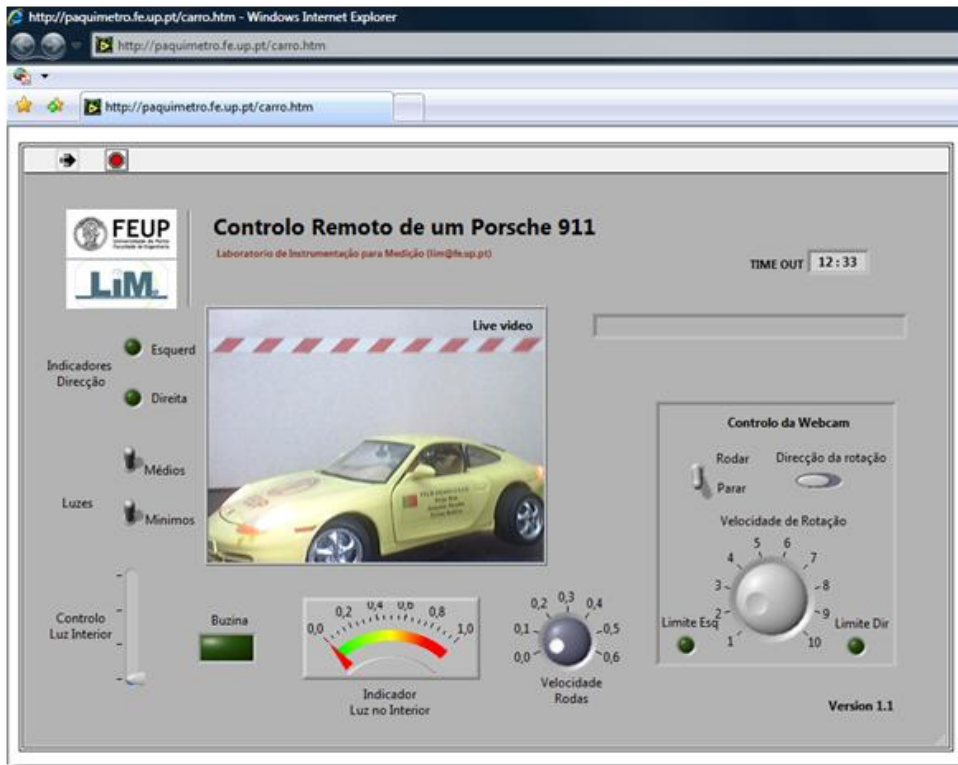 http://paquimetro.fe.up.pt/carro.htm - Windows Internet Explorer
http://paquimetro.fe.up.pt/carro.htm
http://paquimetro.fe.up.pt/carro.htm
FEUP
LiM
Controlo Remoto de um Porsche 911
Laboratorio de Instrumentação para Medição (lim@fe.up.pt)
TIME OUT 12:33
Live video
Indicadores
Direcção
Esquerd
Direita
Luzes
Médios
Minimos
Controlo
Luz Interior
Buzina
0,0 0,2 0,4 0,6 0,8 1,0
Indicador
Luz no Interior
0,0 0,1 0,2 0,3 0,4 0,5 0,6
Velocidade
Rodas
Controlo da Webcam
Rodar
Parar
Direcção da rotação
Velocidade de Rotação
1 2 3 4 5 6 7 8 9 10
Limite Esq
Limite Dir
Version 1.1